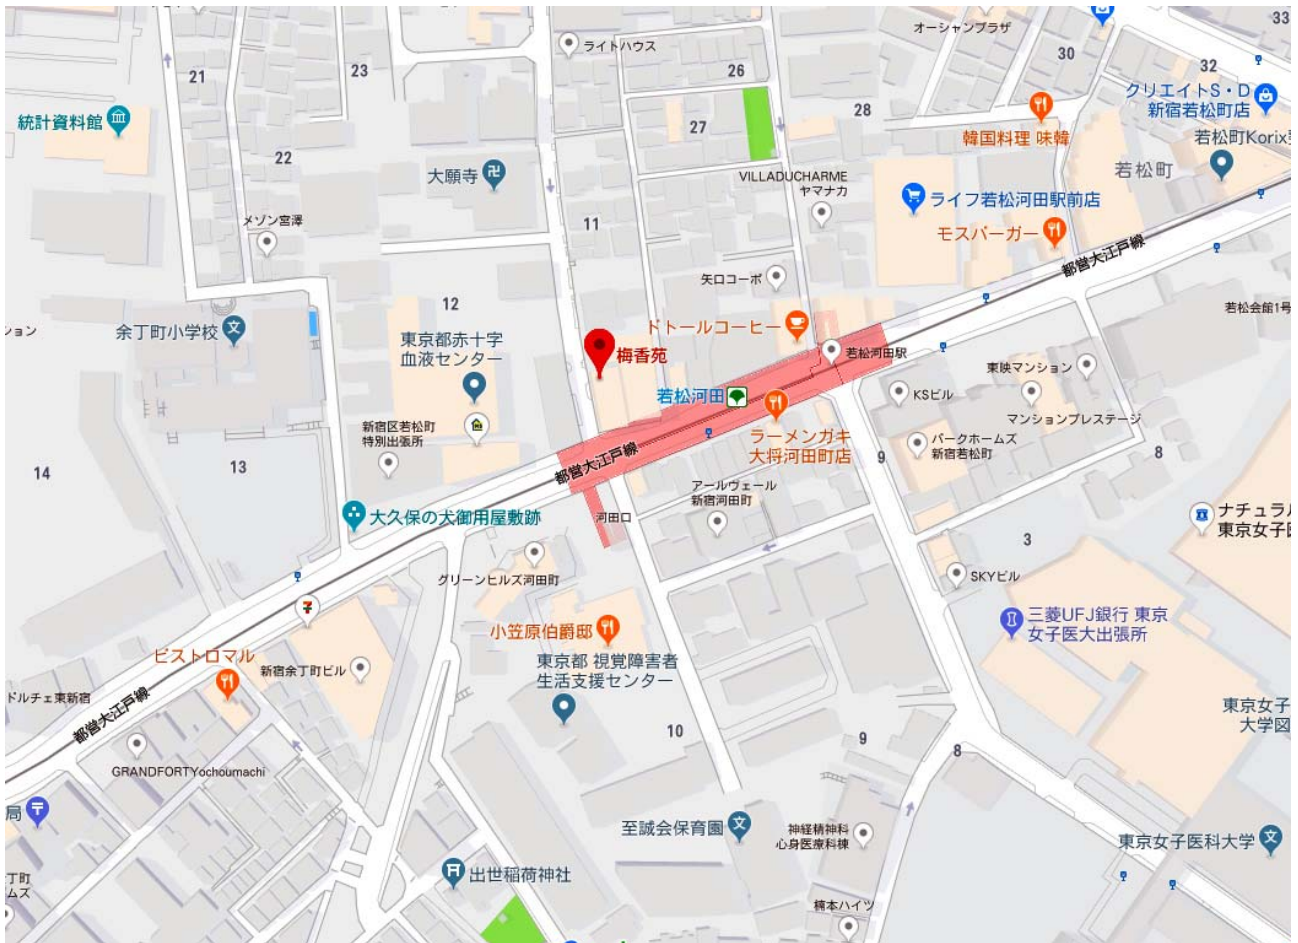 33
オーシャンプラザ
ライトハウス
30
32
21
23
26
クリエイトS・D
新宿若松町店
統計資料館
27
28
韓国料理 味韓
若松町Korix
22
大願寺
VILLADUCHARME
ヤマナカ
若松町
ライフ若松河田駅前店
メゾン宮澤
11
モスバーガー
都営大江戸線
矢口コーポ
12
若松会館1号
ション
余丁町小学校
東京都赤十字
血液センター
ドトールコーヒー
梅香苑
若松河田駅
東映マンション
若松河田
KSビル
マンションプレステージ
新宿区若松町
特別出張所
ラーメンガキ
大将河田町店
パークホームズ
新宿若松町
都営大江戸線
14
13
9
8
アールヴェール
新宿河田町
大久保の犬御用屋敷跡
河田口
ナチュラル
東京女子医
3
グリーンヒルズ河田町
SKYビル
7
小笠原伯爵邸
三菱UFJ銀行 東京
女子医大出張所
ビストロマル
新宿余丁町ビル
東京都 視覚障害者
生活支援センター
ドルチェ東新宿
都営大江戸線
東京女子
大学図
10
9
8
GRANDFORTYochoumachi
局
至誠会保育園
神経精神科
心身医療科棟
東京女子医科大学
出世稲荷神社
丁町
ムズ
楠本ハイツ